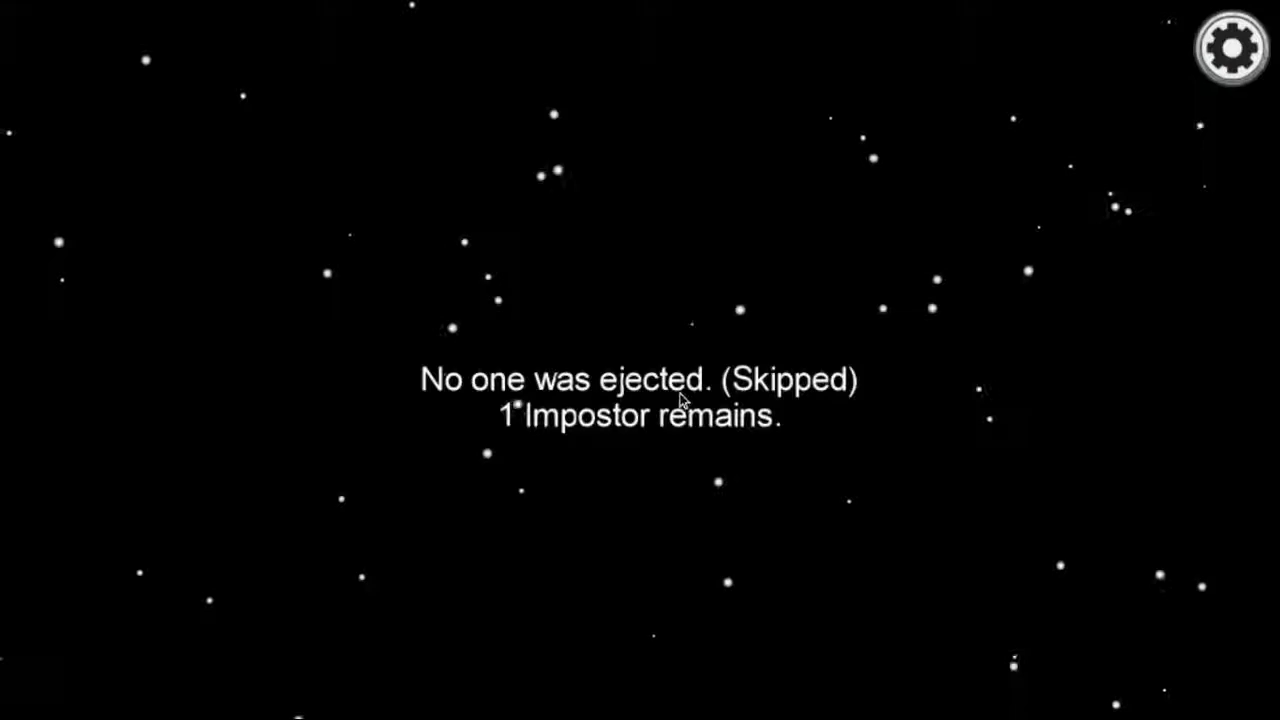 No one was ejected. (Skipped)
1 Impostor remains.